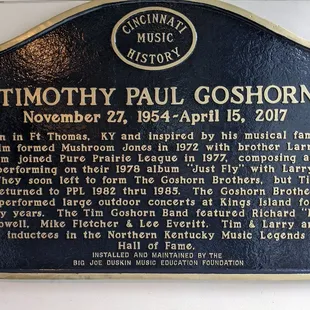 CINCINNATI
MUSIC
HISTORY
TIMOTHY PAUL GOSHORN
November 27, 1954-April 15, 2017
n in Ft Thomas, KY and inspired by his musical fam
im formed Mushroom Jones in 1972 with brother Larr
im joined Pure Prairie League in 1977, composing a
performing on their 1978 album "Just Fly" with Larry
They soon left to form The Goshorn Brothers, but Ti
eturned to PPL 1982 thru 1985. The Goshorn Brothe
performed large outdoor concerts at Kings Island fo
y years. The Tim Goshorn Band featured Richard "
owell, Mike Fletcher & Lee Everitt. Tim & Larry ar
inductees in the Northern Kentucky Music Legends
Hall of Fame.
INSTALLED AND MAINTAINED BY THE
BIG JOE DUSKIN MUSIC EDUCATION FOUNDATION